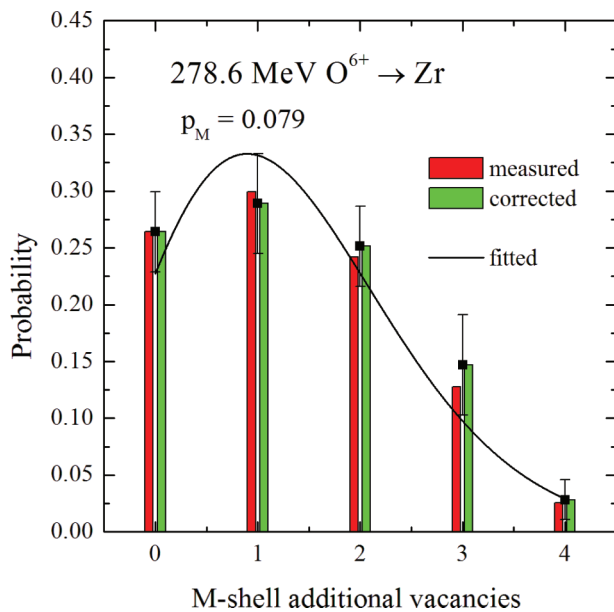 278.6 MeV O⁶⁺ → Zr
p_M = 0.079
measured
corrected
fitted
Probability
0.45
0.40
0.35
0.30
0.25
0.20
0.15
0.10
0.05
0.00
0 1 2 3 4
M-shell additional vacancies